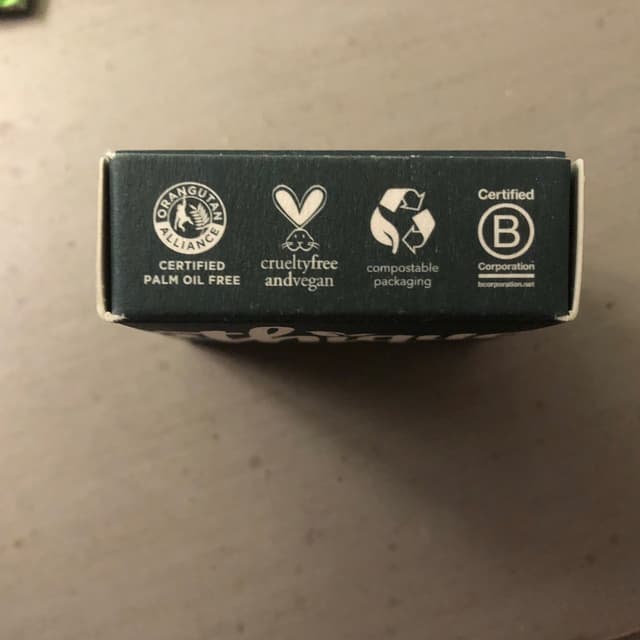 ORANGUTAN
ALLIANCE
CERTIFIED
PALM OIL FREE
crueltyfree
andvegan
compostable
packaging
Certified
B
Corporation
bcorporation.net